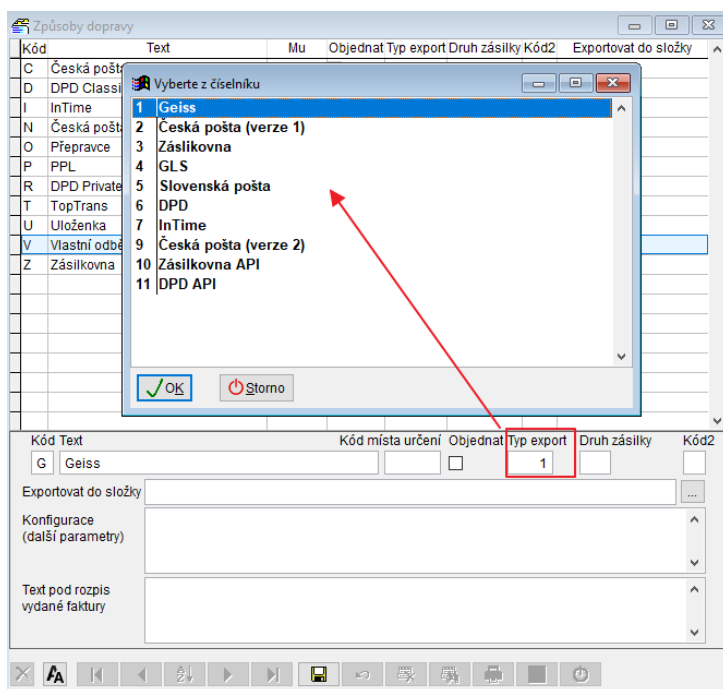 Způsoby dopravy
Kód Text Mu Objednat Typ export Druh zásilky Kód2 Exportovat do složky
C Česká pošta
D DPD Classi
I InTime
N Česká pošta
O Přepravce
P PPL
R DPD Private
T TopTrans
U Uloženka
V Vlastní odbě
Z Zásilkovna
Vyberte z číselníku
1 Geiss
2 Česká pošta (verze 1)
3 Záslikovna
4 GLS
5 Slovenská pošta
6 DPD
7 InTime
9 Česká pošta (verze 2)
10 Zásilkovna API
11 DPD API
OK Storno
Kód Text Kód místa určení Objednat Typ export Druh zásilky Kód2
G Geiss 1
Exportovat do složky ...
Konfigurace
(další parametry)
Text pod rozpis
vydané faktury